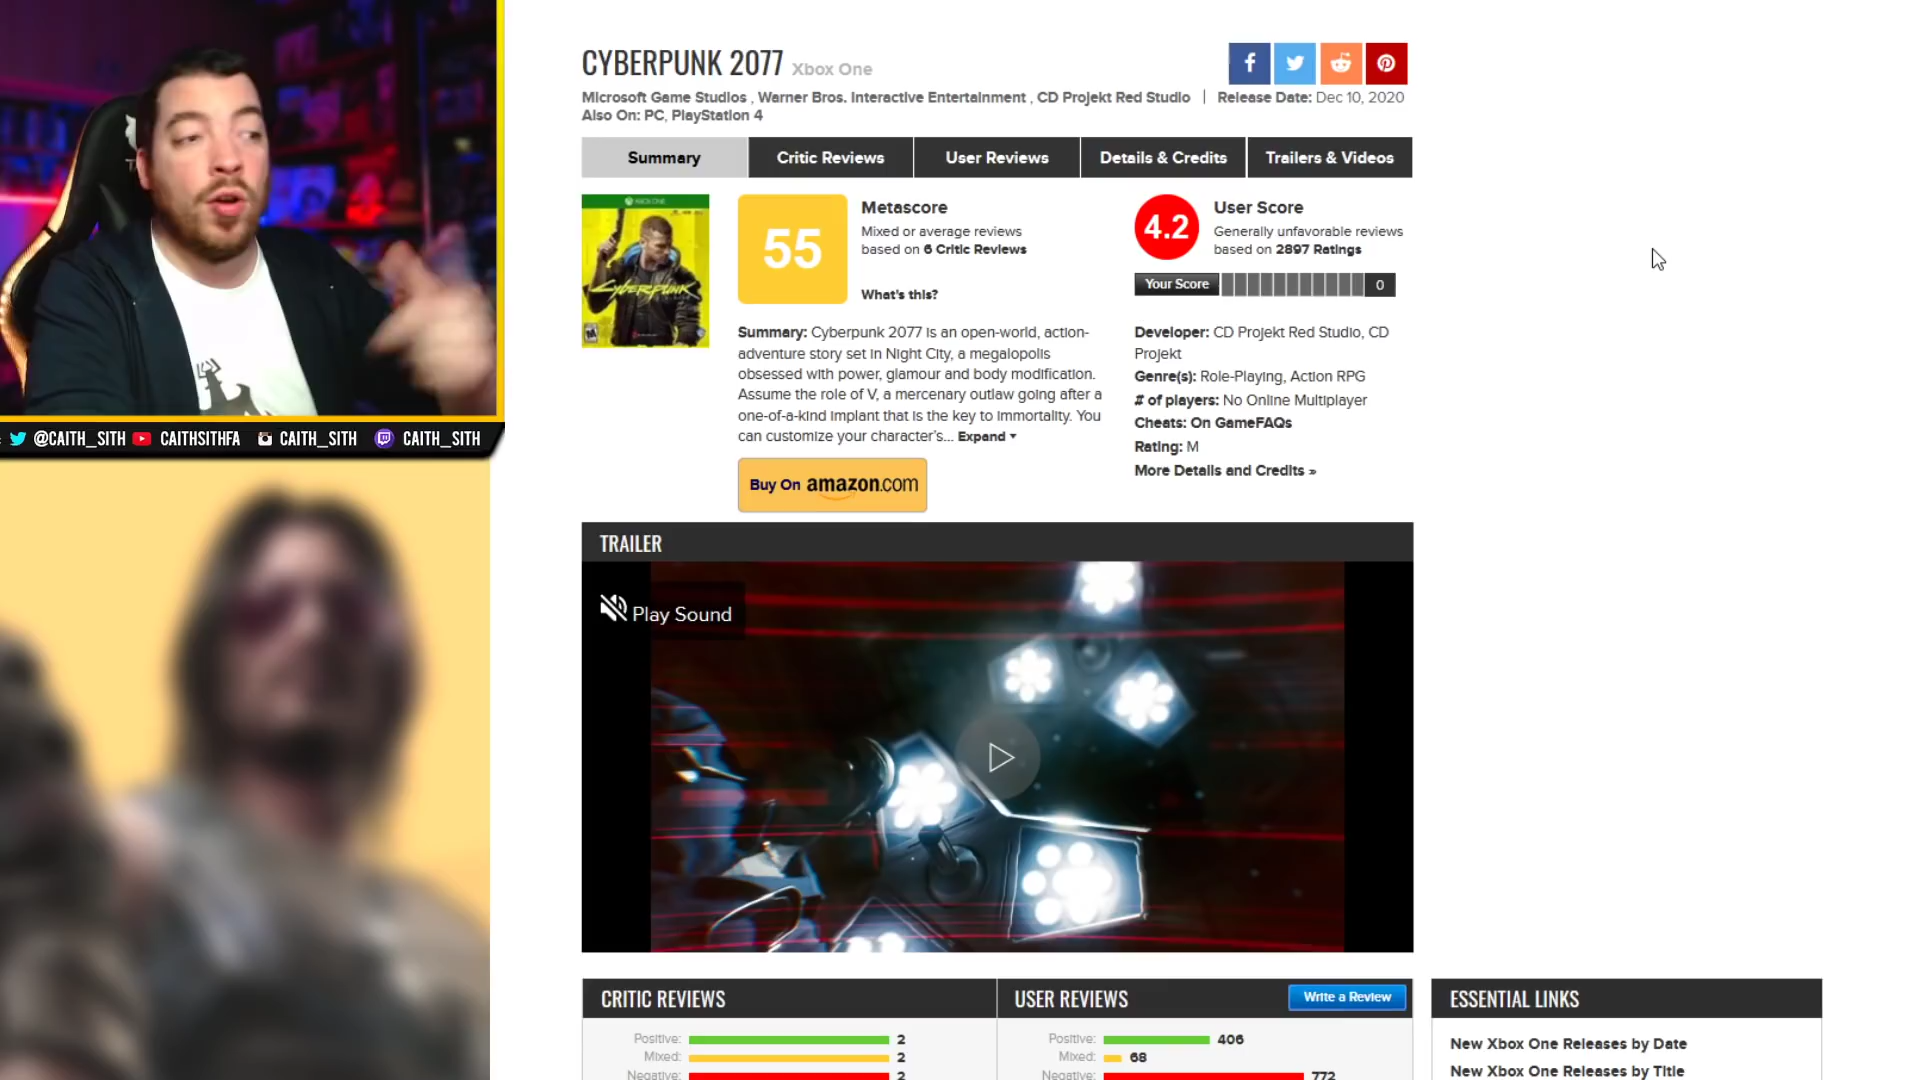 CYBERPUNK 2077 Xbox One
Microsoft Game Studios , Warner Bros. Interactive Entertainment , CD Projekt Red Studio | Release Date: Dec 10, 2020
Also On: PC, PlayStation 4
Summary
Critic Reviews
User Reviews
Details & Credits
Trailers & Videos
XBOX ONE
Cyberpunk
55
Metascore
Mixed or average reviews
based on 6 Critic Reviews
What's this?
4.2
User Score
Generally unfavorable reviews
based on 2897 Ratings
Your Score
0
Summary: Cyberpunk 2077 is an open-world, action-
adventure story set in Night City, a megalopolis
obsessed with power, glamour and body modification.
Assume the role of V, a mercenary outlaw going after a
one-of-a-kind implant that is the key to immortality. You
can customize your character's... Expand
Buy On amazon.com
Developer: CD Projekt Red Studio, CD
Projekt
Genre(s): Role-Playing, Action RPG
# of players: No Online Multiplayer
Cheats: On GameFAQs
Rating: M
More Details and Credits »
@CAITH_SITH CAITHSITHFA CAITH_SITH CAITH_SITH
TRAILER
Play Sound
CRITIC REVIEWS
Positive: 2
Mixed: 2
Negative: 2
USER REVIEWS
Write a Review
Positive: 406
Mixed: 68
Negative: 772
ESSENTIAL LINKS
New Xbox One Releases by Date
New Xbox One Releases by Title